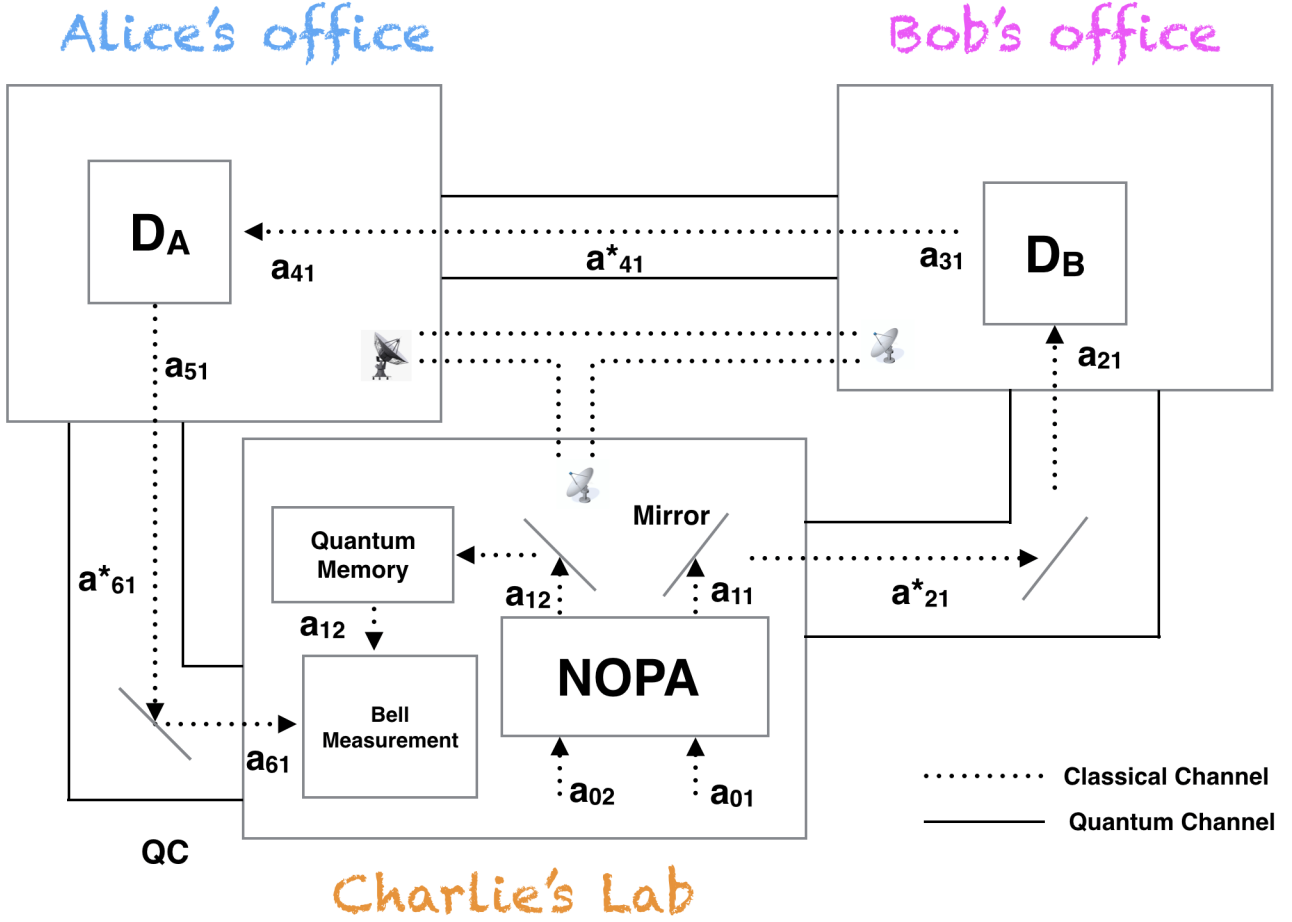 Alice's office
Bob's office
DA
DB
a41
a*41
a31
a51
a21
Mirror
Quantum
Memory
a*61
a12
a11
a*21
a12
NOPA
Bell
Measurement
a61
a02
a01
Classical Channel
Quantum Channel
QC
Charlie's Lab